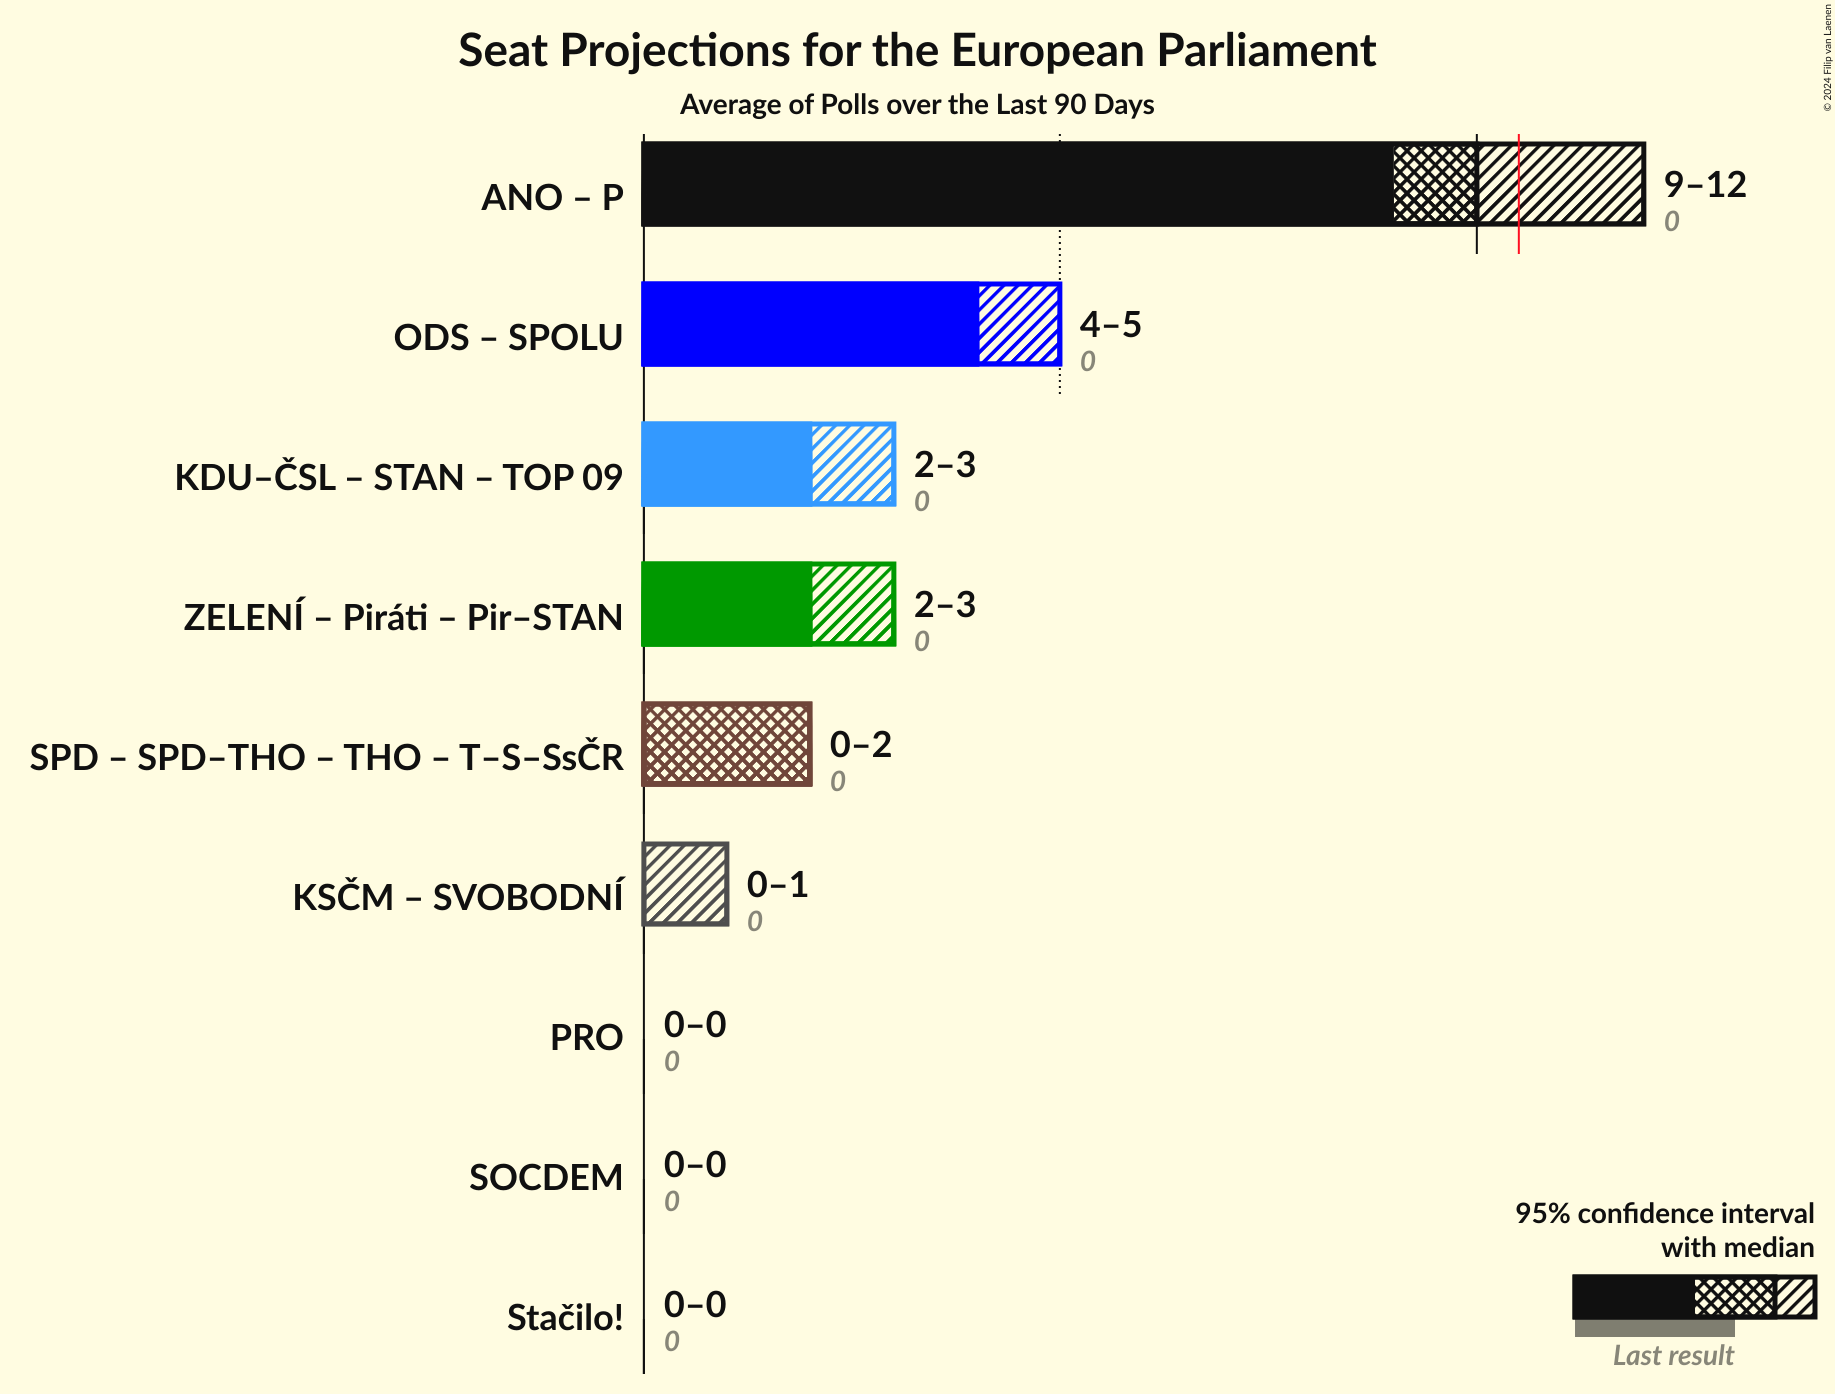 Seat Projections for the European Parliament
Average of Polls over the Last 90 Days
© 2024 Filip van Laenen
ANO – P
9–12
0
ODS – SPOLU
4–5
0
KDU–ČSL – STAN – TOP 09
2–3
0
ZELENÍ – Piráti – Pir–STAN
2–3
0
SPD – SPD–THO – THO – T–S–SsČR
0–2
0
KSČM – SVOBODNÍ
0–1
0
PRO
0–0
0
SOCDEM
0–0
0
Stačilo!
0–0
0
95% confidence interval
with median
Last result